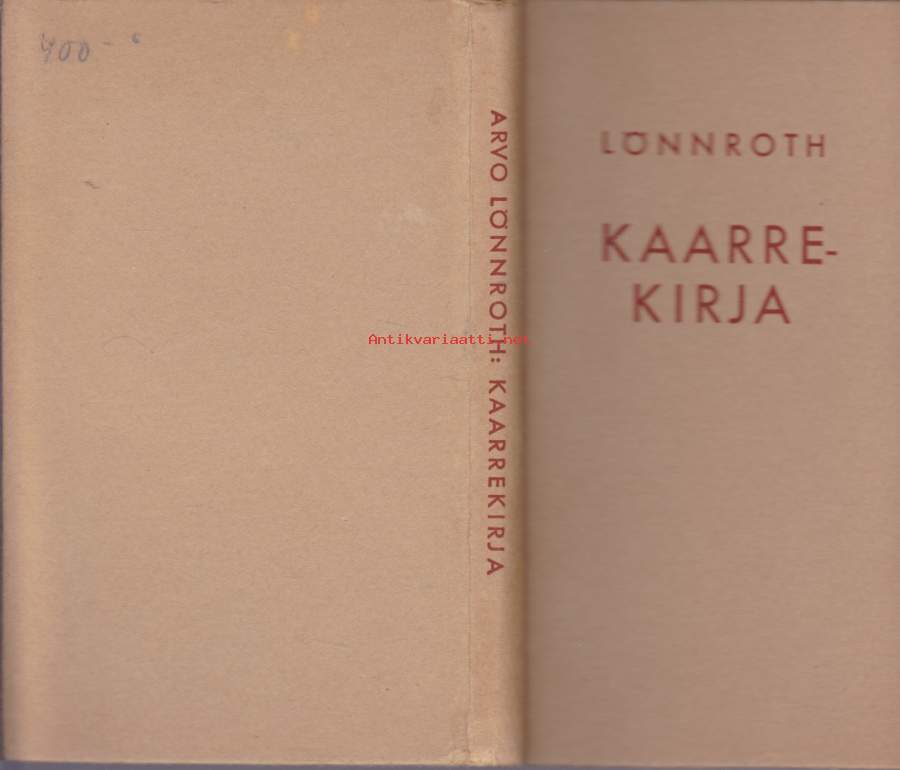 400-
ARVO LÖNNROTH: KAARREKIRJA
LÖNNROTH
KAARRE-
KIRJA
Antikvariaatti.net